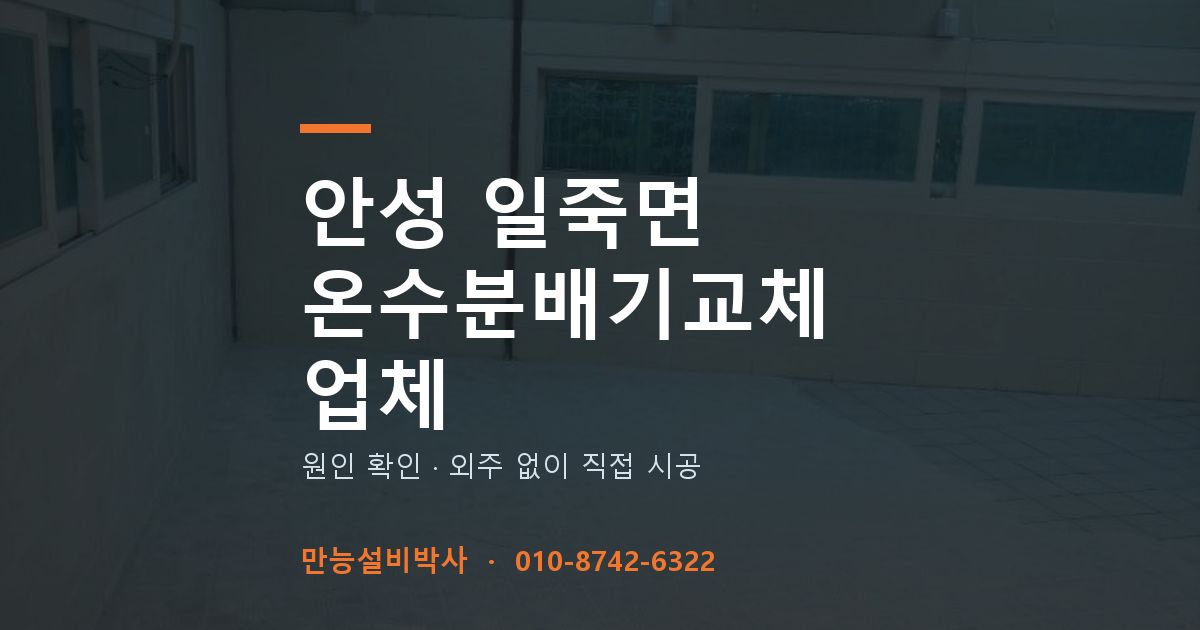 안성 일죽면
온수분배기교체
업체
원인 확인 · 외주 없이 직접 시공
만능설비박사 · 010-8742-6322